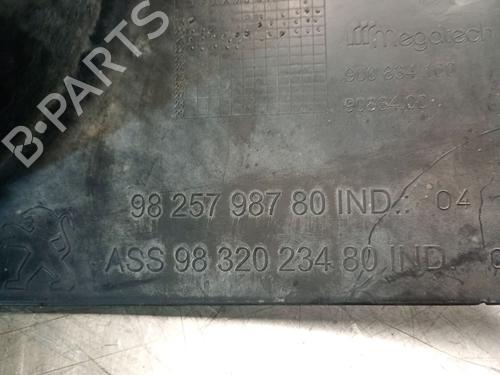 megatech
B-PARTS
98 257 987 80 IND.: 04
ASS 98 320 234 80 IND